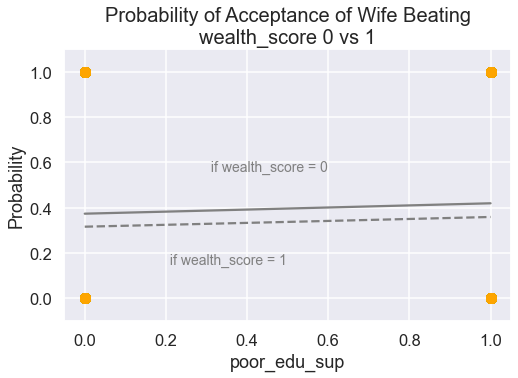 Probability of Acceptance of Wife Beating
wealth_score 0 vs 1
1.0
0.8
0.6
0.4
0.2
0.0
Probability
if wealth_score = 0
if wealth_score = 1
0.0 0.2 0.4 0.6 0.8 1.0
poor_edu_sup